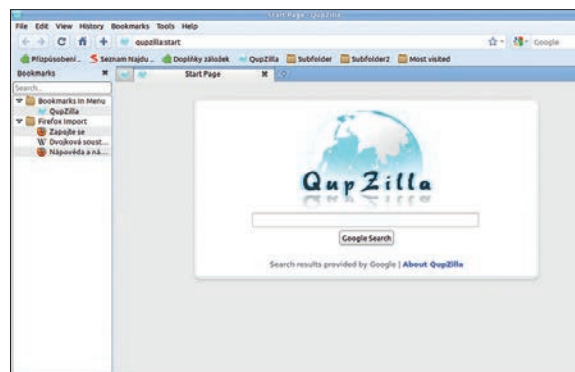 Start Page - QupZilla
File Edit View History Bookmarks Tools Help
qupzilla:start
Google
Přizpůsobení... Seznam Najdu... Doplňky záložek QupZilla Subfolder Subfolder2 Most visited
Bookmarks
Start Page
Search...
Bookmarks In Menu
QupZilla
Firefox Import
Zapojte se
Dvojková soust...
Nápověda a ná...
QupZilla
Google Search
Search results provided by Google | About QupZilla